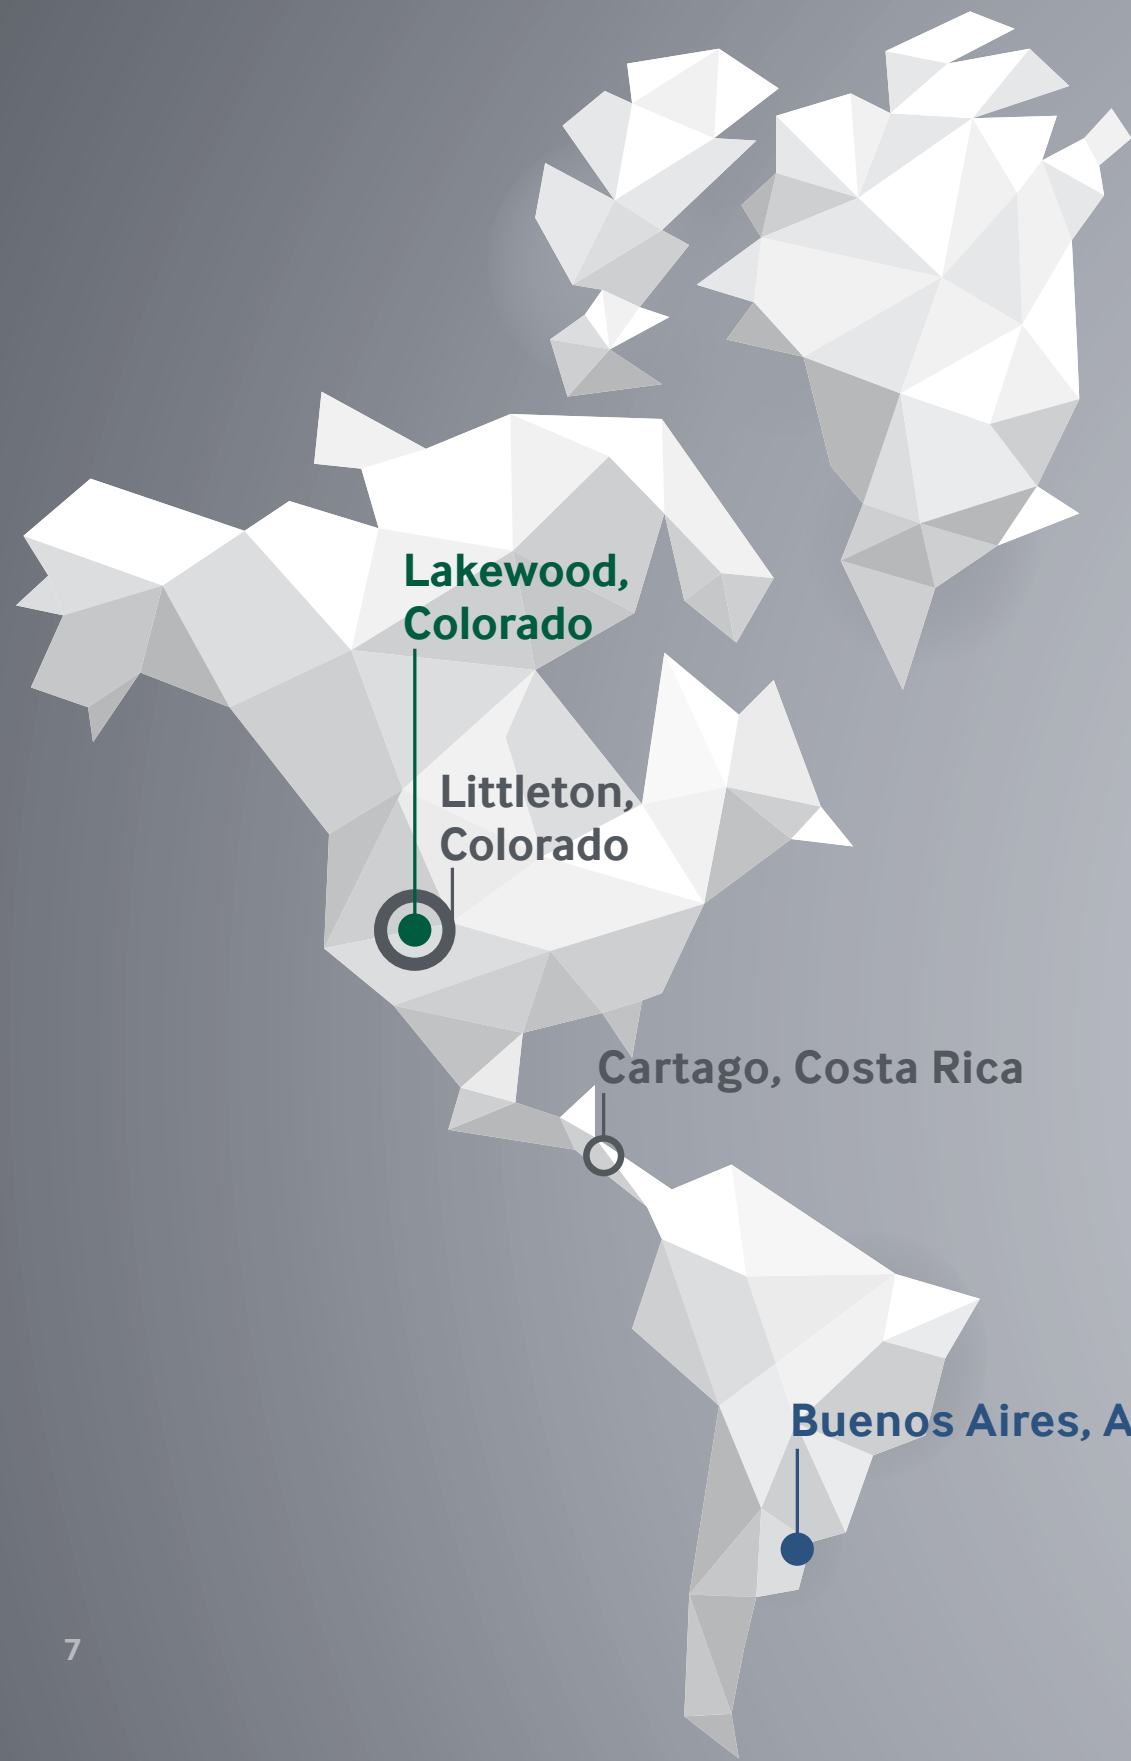 Lakewood,
Colorado
Littleton,
Colorado
Cartago, Costa Rica
Buenos Aires, A
7